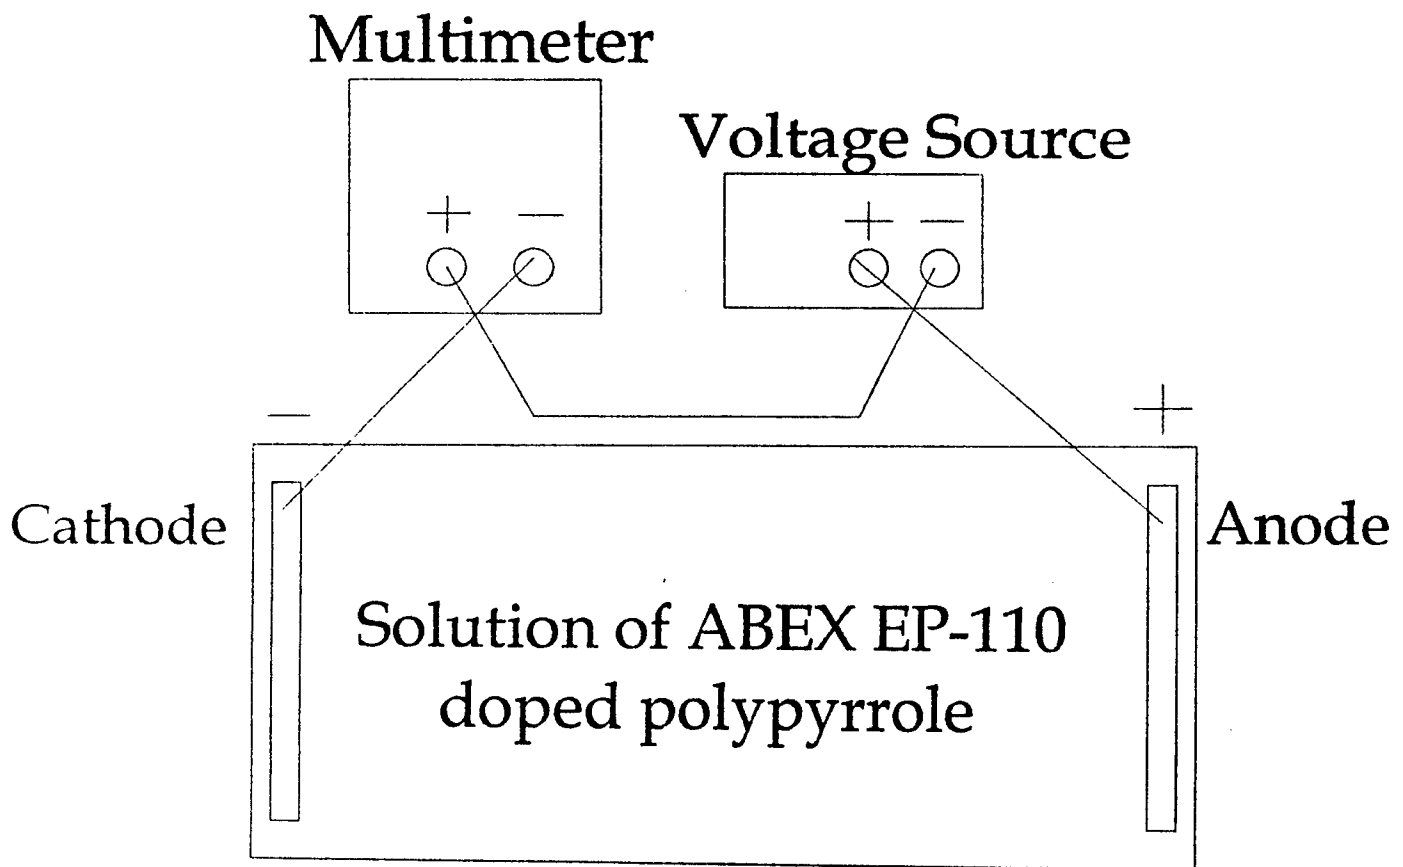 Multimeter
Voltage Source
+ −
+ −
− +
Cathode
Anode
Solution of ABEX EP-110
doped polypyrrole